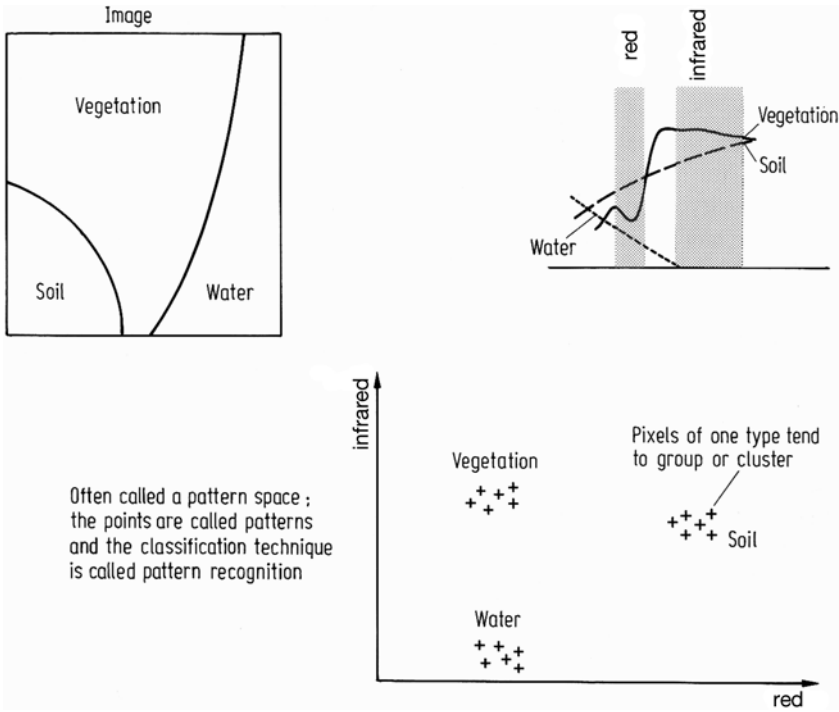 Image
Vegetation
Soil
Water
red
infrared
Vegetation
Soil
Water
infrared
Vegetation
Pixels of one type tend
to group or cluster
Soil
Water
red
Often called a pattern space ;
the points are called patterns
and the classification technique
is called pattern recognition